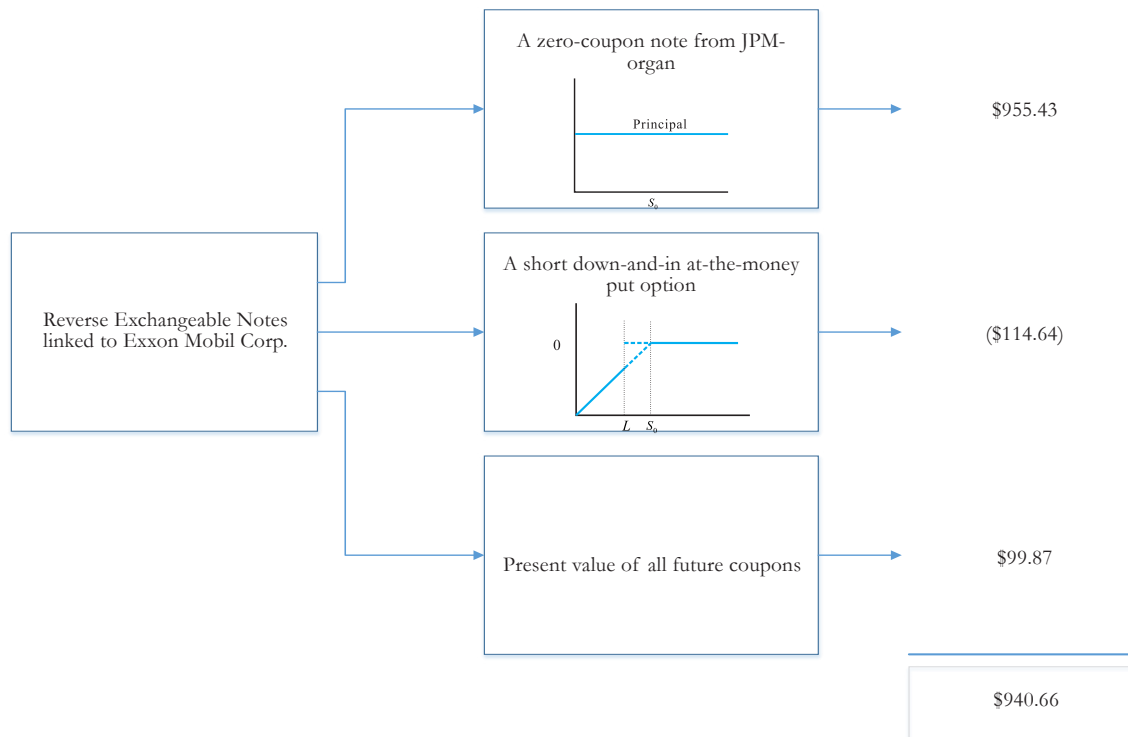 A zero-coupon note from JPM-
organ
Principal
S₀
$955.43
Reverse Exchangeable Notes
linked to Exxon Mobil Corp.
A short down-and-in at-the-money
put option
0
L S₀
($114.64)
Present value of all future coupons
$99.87
$940.66